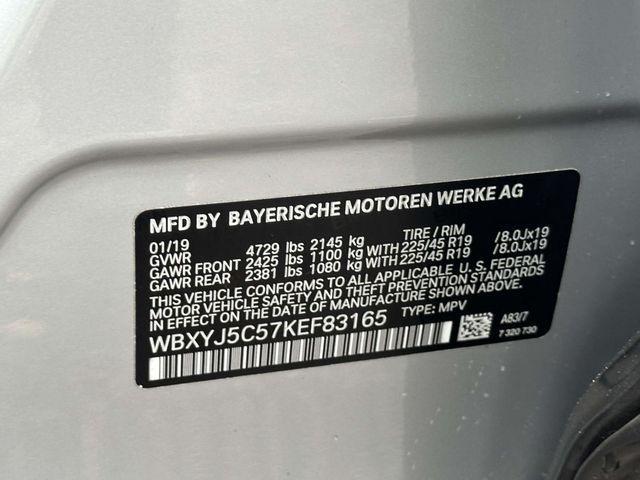 MFD BY BAYERISCHE MOTOREN WERKE AG
01/19 TIRE / RIM
GVWR 4729 lbs 2145 kg
GAWR FRONT 2425 lbs 1100 kg WITH 225/45 R19 /8.0Jx19
GAWR REAR 2381 lbs 1080 kg WITH 225/45 R19 /8.0Jx19
THIS VEHICLE CONFORMS TO ALL APPLICABLE U. S. FEDERAL
MOTOR VEHICLE SAFETY AND THEFT PREVENTION STANDARDS
IN EFFECT ON THE DATE OF MANUFACTURE SHOWN ABOVE.
WBXYJ5C57KEF83165 TYPE: MPV A83/7
7 320 730